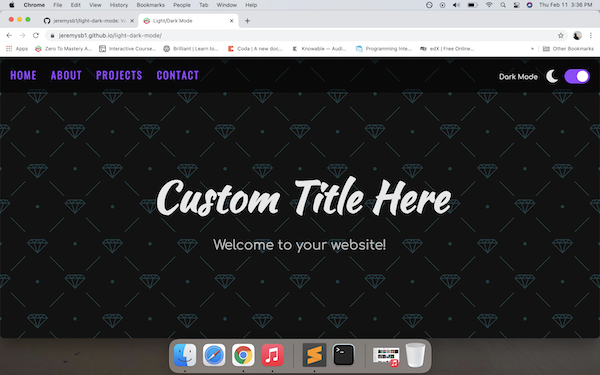 Chrome File Edit View History Bookmarks People Tab Window Help
Thu Feb 11 3:36 PM
jeremysb1/light-dark-mode: V
Light/Dark Mode
jeremysb1.github.io/light-dark-mode/
Apps
Zero To Mastery A...
Interactive Course...
Brilliant | Learn to...
Coda | A new doc...
Knowable — Audi...
Programming Inte...
edX | Free Online...
Other Bookmarks
HOME ABOUT PROJECTS CONTACT
Dark Mode
Custom Title Here
Welcome to your website!